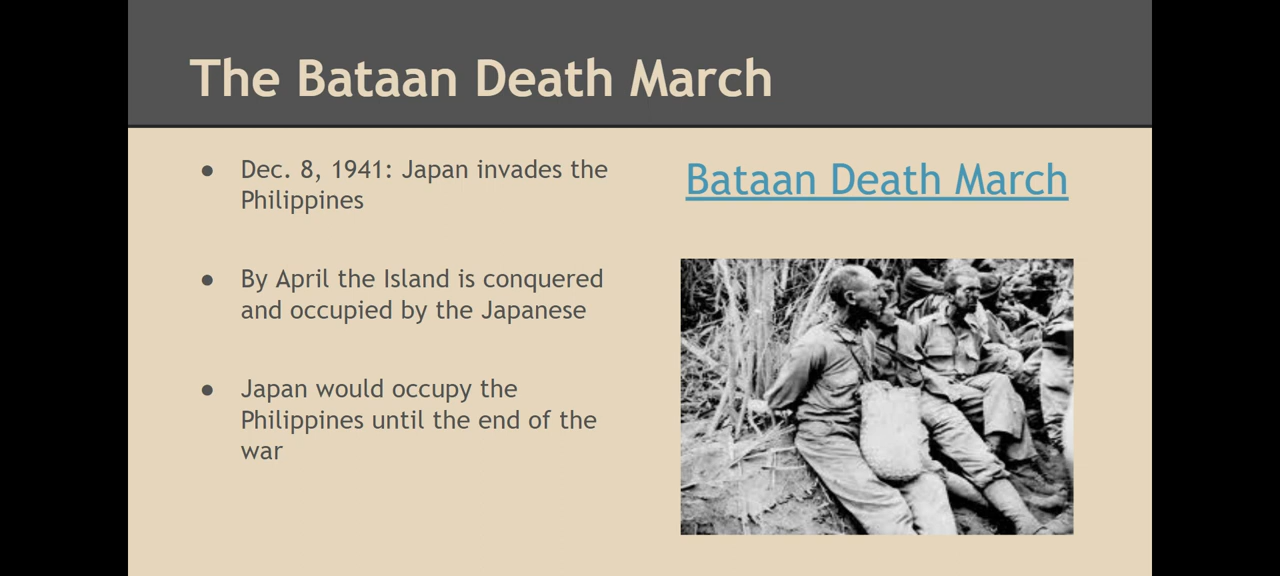 The Bataan Death March
● Dec. 8, 1941: Japan invades the
Philippines
● By April the Island is conquered
and occupied by the Japanese
● Japan would occupy the
Philippines until the end of the
war
Bataan Death March